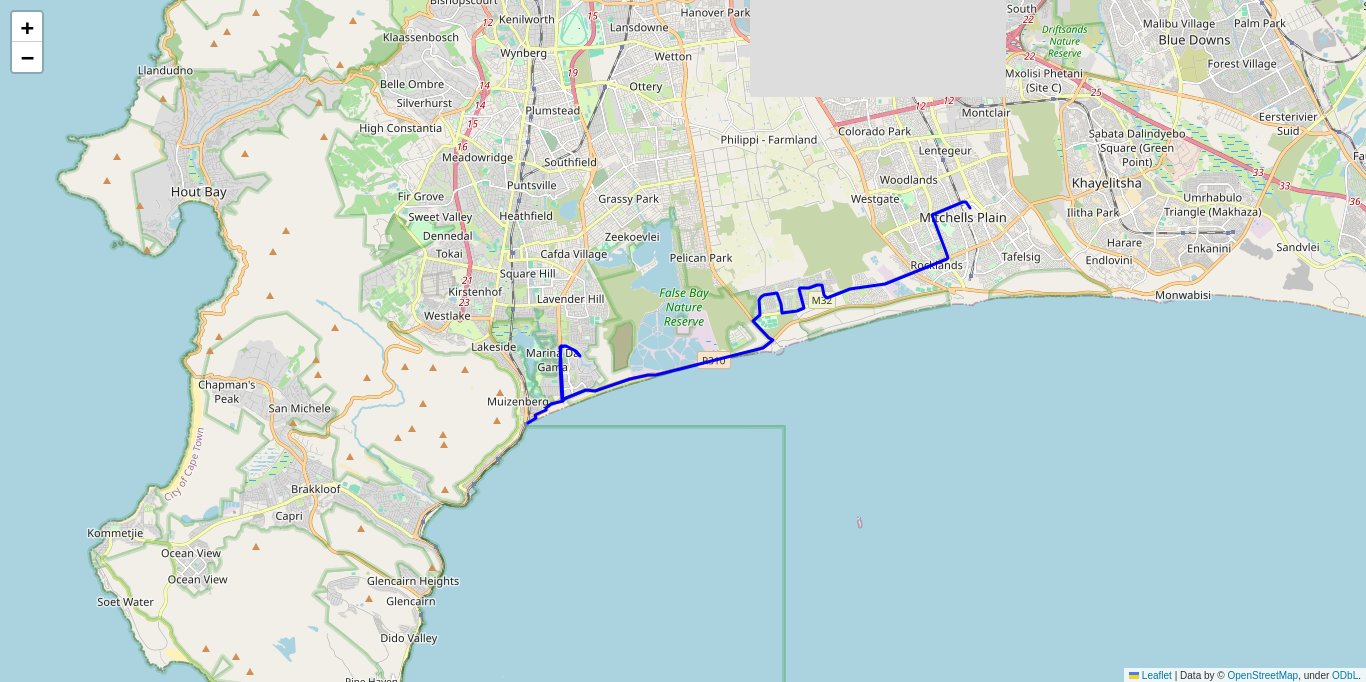 +
−
Bishopscourt
Kenilworth
12
15
Hanover Park
South
Malibu Village
Palm Park
Klaassenbosch
Lansdowne
22
Driftsands
Nature
Reserve
Blue Downs
Wynberg
Wetton
22
Forest Village
Llandudno
19
Mxolisi Phetani
(Site C)
Belle Ombre
14
Ottery
25
Silverhurst
14
12
12
Plumstead
Montclair
Eersterivier
Suid
15
High Constantia
Colorado Park
Sabata Dalindyebo
Square (Green
Point)
16
Philippi - Farmland
Lentegeur
Meadowridge
Southfield
33
Puntsville
Woodlands
Khayelitsha
33
Hout Bay
Fir Grove
Grassy Park
Westgate
Umrhabulo
Triangle (Makhaza)
36
Sweet Valley
Heathfield
Mitchells Plain
Ilitha Park
Dennedal
Zeekoevlei
Harare
Enkanini
Sandvlei
Tokai
Cafda Village
Pelican Park
Tafelsig
Endlovini
Square Hill
Rocklands
21
Kirstenhof
23
Lavender Hill
False Bay
Nature
Reserve
M32
Monwabisi
Westlake
Lakeside
Marina Da
Gama
R310
Chapman's
Peak
Muizenberg
San Michele
City of Cape Town
Brakkloof
Capri
Kommetjie
Ocean View
Ocean View
Glencairn Heights
Soet Water
Glencairn
Dido Valley
Pine Haven
Leaflet | Data by © OpenStreetMap, under ODbL.